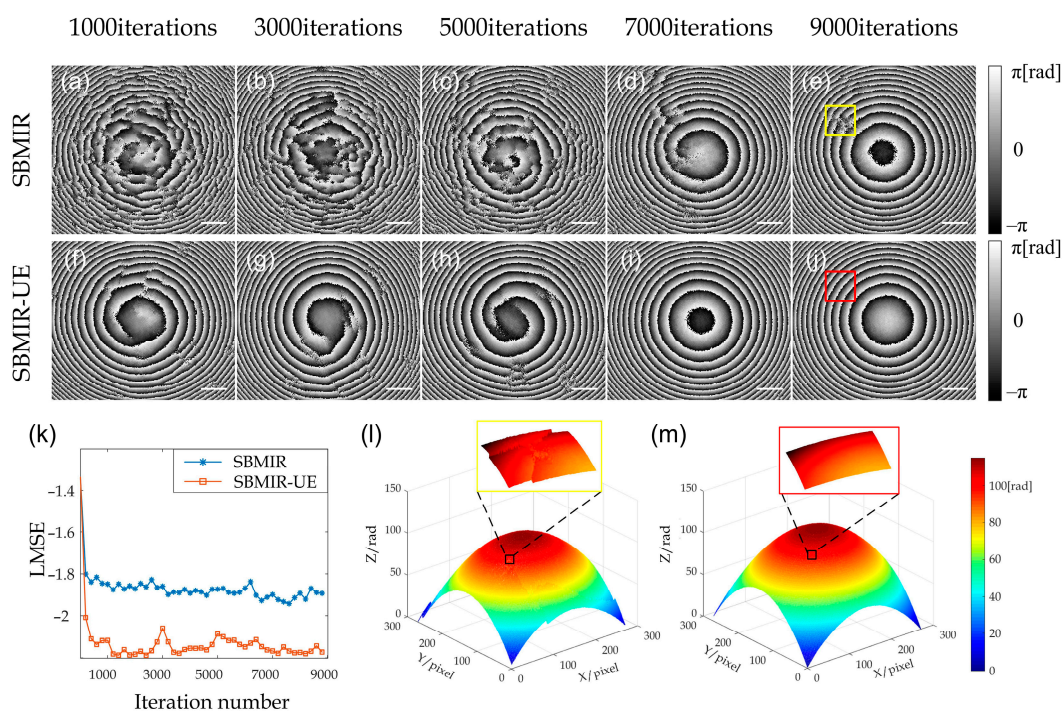 1000iterations 3000iterations 5000iterations 7000iterations 9000iterations
SBMIR
(a) (b) (c) (d) (e)
π[rad]
0
−π
SBMIR-UE
(f) (g) (h) (i) (j)
π[rad]
0
−π
(k)
SBMIR
SBMIR-UE
−1.4
−1.6
−1.8
−2
LMSE
1000 3000 5000 7000 9000
Iteration number
(l)
150
100
50
0
Z/rad
300
200
100
0
Y/pixel
0
100
200
300
X/pixel
(m)
150
100
50
0
Z/rad
300
200
100
0
Y/pixel
0
100
200
300
X/pixel
100[rad]
80
60
40
20
0